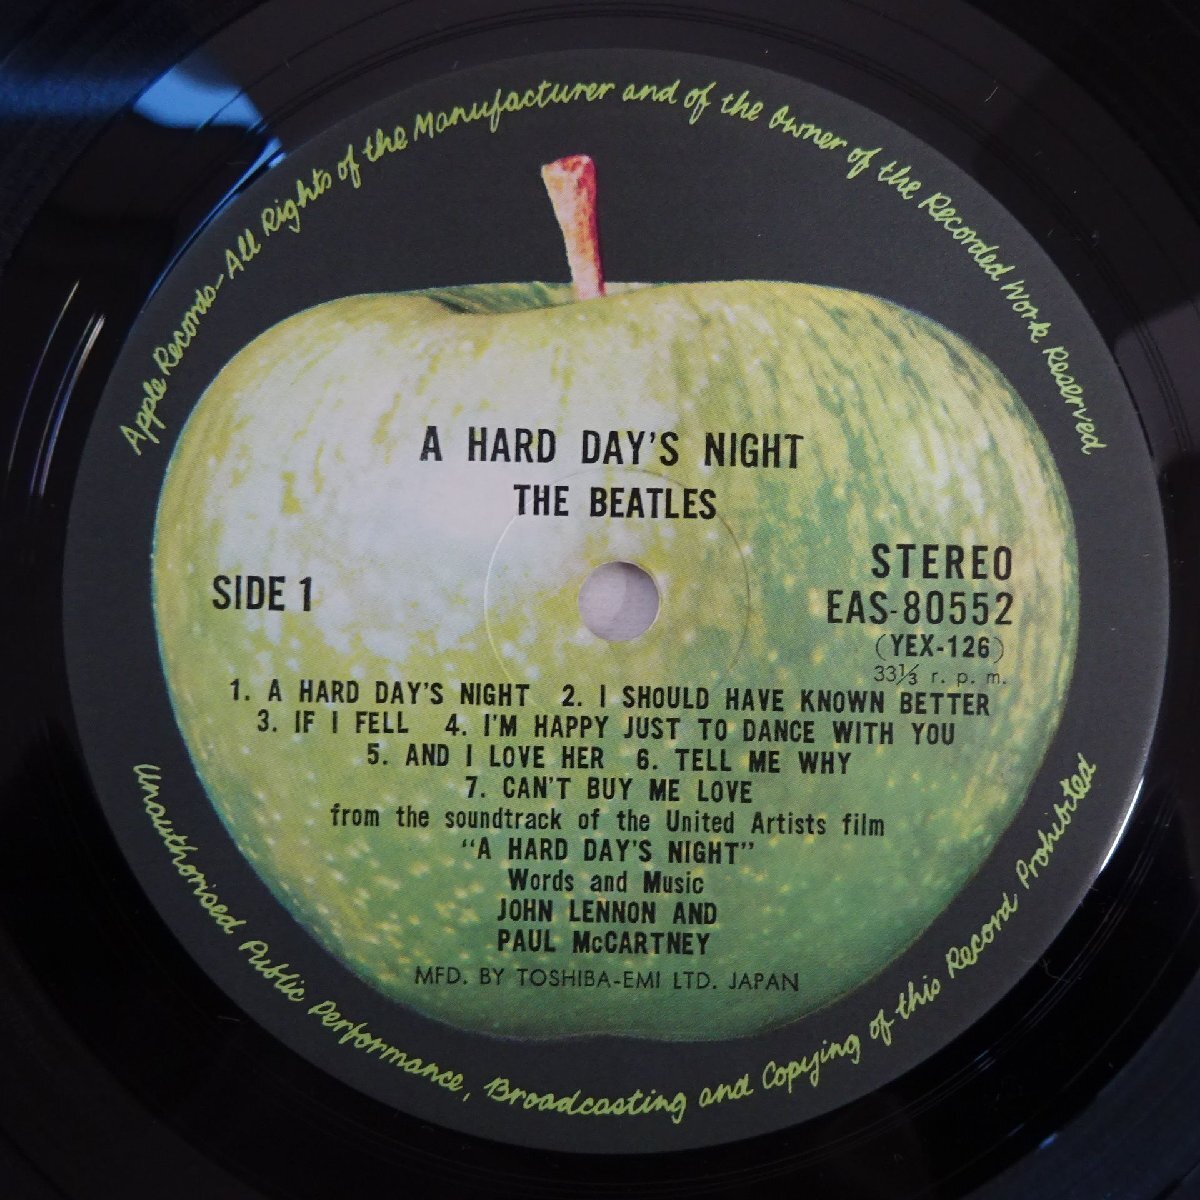 Apple Records-All Rights of the Manufacturer and of the Owner of the Recorded Work Reserved
A HARD DAY'S NIGHT
THE BEATLES
SIDE 1
STEREO
EAS-80552
(YEX-126)
33⅓ r. p. m.
1. A HARD DAY'S NIGHT 2. I SHOULD HAVE KNOWN BETTER
3. IF I FELL 4. I'M HAPPY JUST TO DANCE WITH YOU
5. AND I LOVE HER 6. TELL ME WHY
7. CAN'T BUY ME LOVE
from the soundtrack of the United Artists film
"A HARD DAY'S NIGHT"
Words and Music
JOHN LENNON AND
PAUL McCARTNEY
MFD. BY TOSHIBA-EMI LTD. JAPAN
Unauthorised Public Performance, Broadcasting and Copying of this Record Prohibited